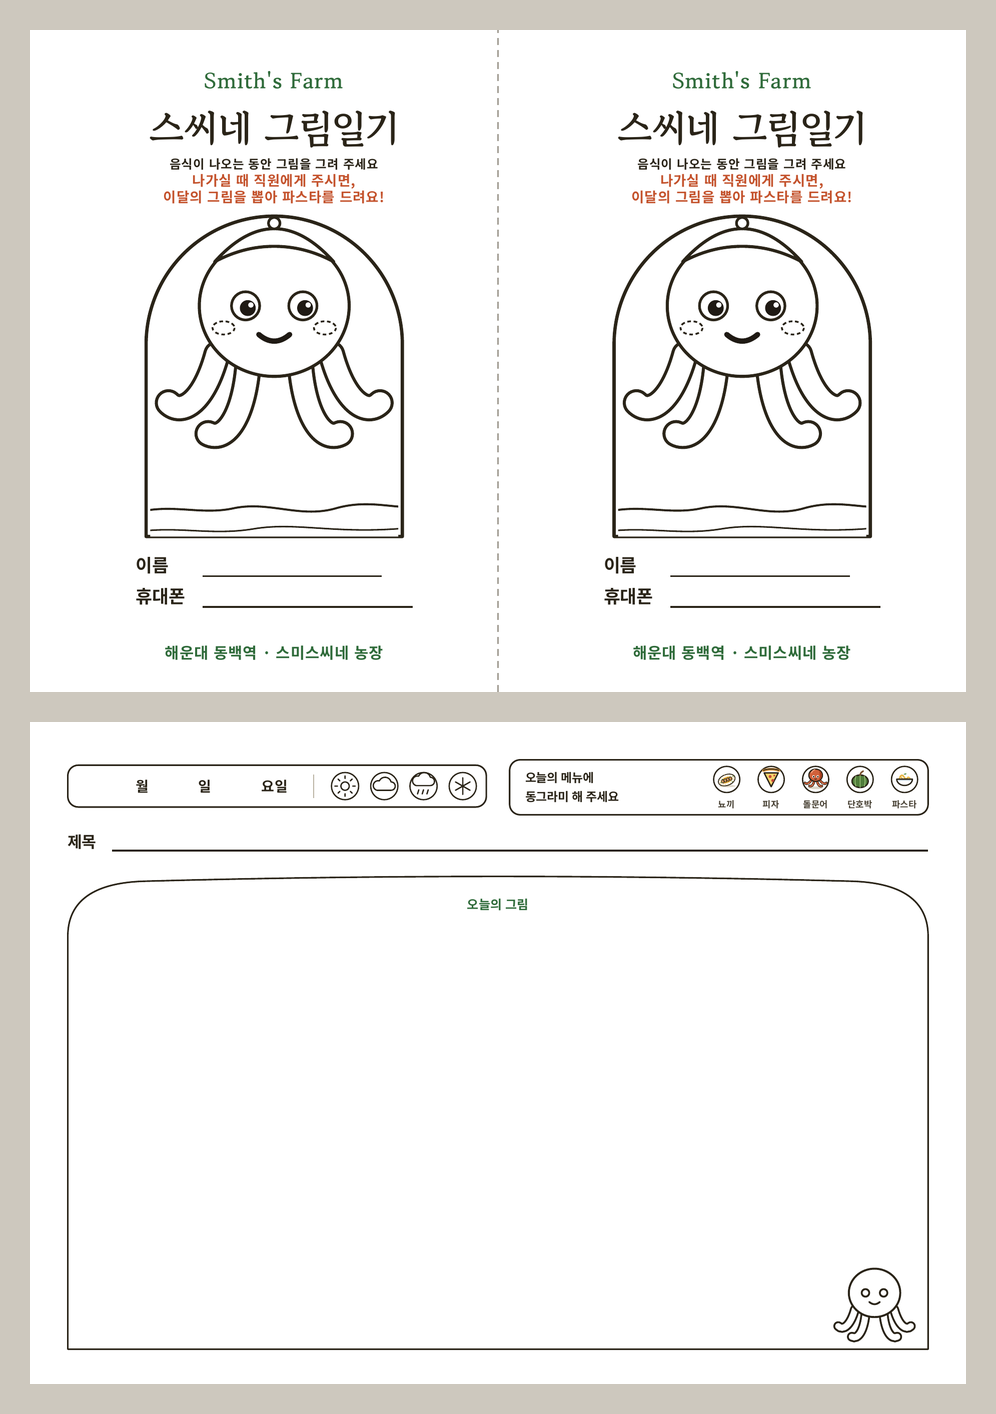 Smith's Farm
스씨네 그림일기
음식이 나오는 동안 그림을 그려 주세요
나가실 때 직원에게 주시면,
이달의 그림을 뽑아 파스타를 드려요!
이름
휴대폰
해운대 동백역 · 스미스씨네 농장
Smith's Farm
스씨네 그림일기
음식이 나오는 동안 그림을 그려 주세요
나가실 때 직원에게 주시면,
이달의 그림을 뽑아 파스타를 드려요!
이름
휴대폰
해운대 동백역 · 스미스씨네 농장
월 일 요일
오늘의 메뉴에
동그라미 해 주세요
뇨끼 피자 돌문어 단호박 파스타
제목
오늘의 그림